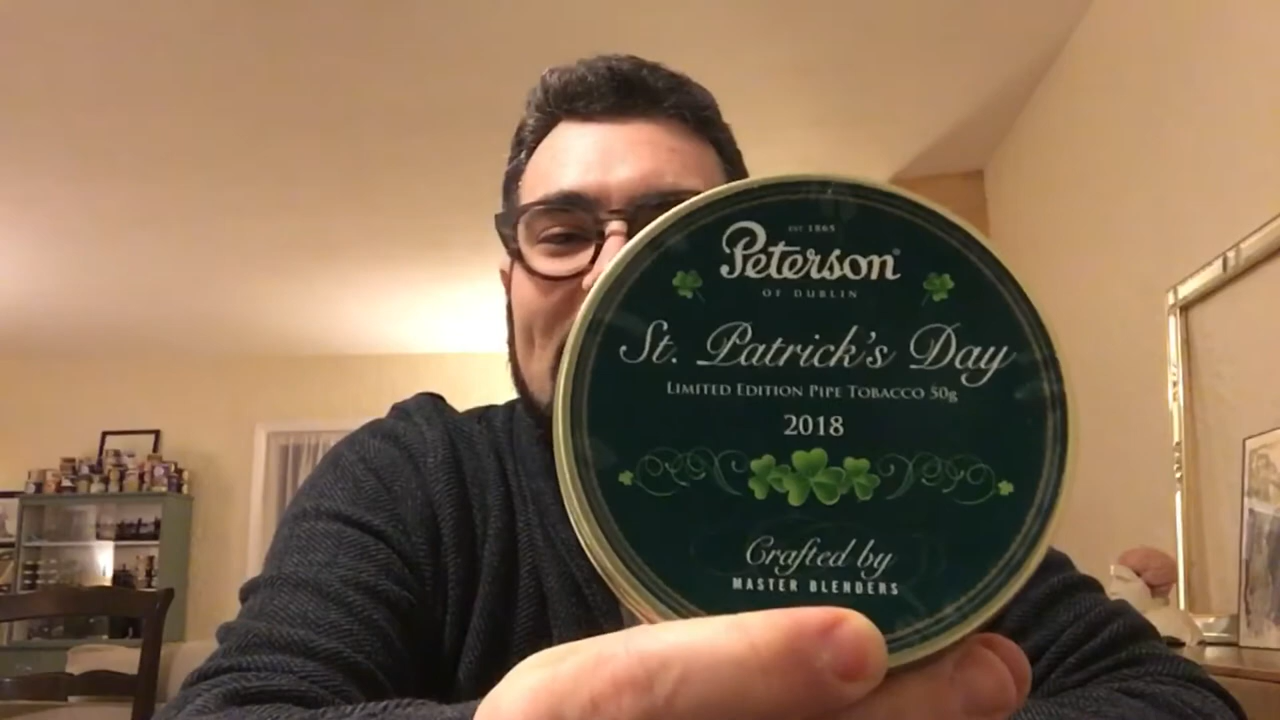 EST 1865
Peterson
OF DUBLIN
St. Patrick's Day
LIMITED EDITION PIPE TOBACCO 50g
2018
Crafted by
MASTER BLENDERS